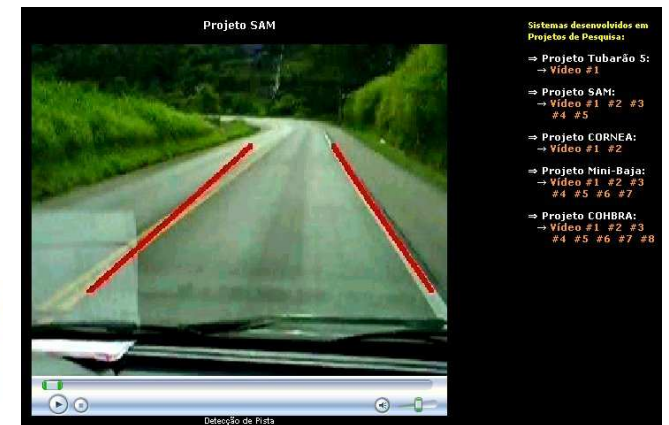 Projeto SAM
Detecção de Pista
Sistemas desenvolvidos em
Projetos de Pesquisa:
⇒ Projeto Tubarão 5:
→ Vídeo #1
⇒ Projeto SAM:
→ Vídeo #1 #2 #3
#4 #5
⇒ Projeto CORNEA:
→ Vídeo #1 #2
⇒ Projeto Mini-Baja:
→ Vídeo #1 #2 #3
#4 #5 #6 #7
⇒ Projeto COHBRA:
→ Vídeo #1 #2 #3
#4 #5 #6 #7 #8